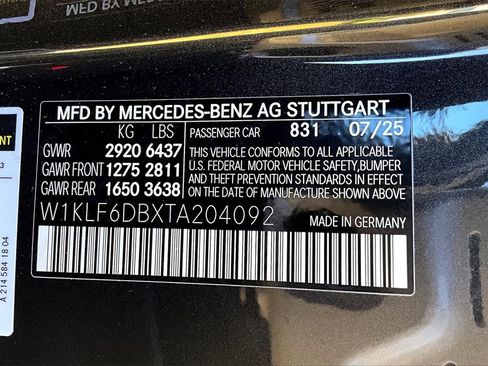 MFD BY MERCEDES-BENZ AG STUTTGART
KG LBS
PASSENGER CAR 831 07/25
GVWR 2920 6437
GAWR FRONT 1275 2811
GAWR REAR 1650 3638
THIS VEHICLE CONFORMS TO ALL APPLICABLE
U.S. FEDERAL MOTOR VEHICLE SAFETY,BUMPER
AND THEFT PREVENTION STANDARDS IN EFFECT
ON THE DATE OF MANUFACTURE SHOWN ABOVE.
W1KLF6DBXTA204092
MADE IN GERMANY
A 214 584 18 04